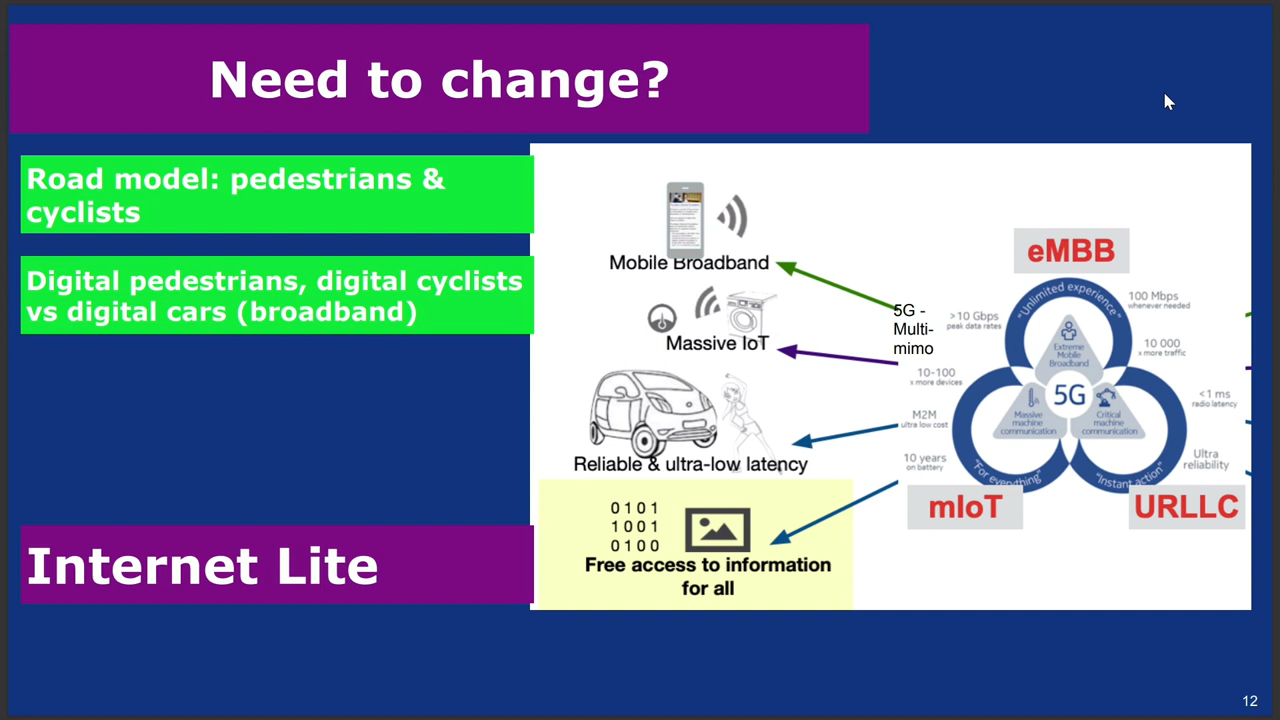 Need to change?
Road model: pedestrians &
cyclists
Digital pedestrians, digital cyclists
vs digital cars (broadband)
Internet Lite
Mobile Broadband
Massive IoT
Reliable & ultra-low latency
0101
1001
0100
Free access to information
for all
5G -
Multi-
mimo
eMBB
"Unlimited experience"
>10 Gbps
peak data rates
100 Mbps
whenever needed
10 000
x more traffic
Extreme
Mobile
Broadband
5G
10-100
x more devices
M2M
ultra low cost
10 years
on battery
Massive
machine
communication
Critical
machine
communication
<1 ms
radio latency
Ultra
reliability
"For everything"
"Instant action"
mIoT
URLLC
12